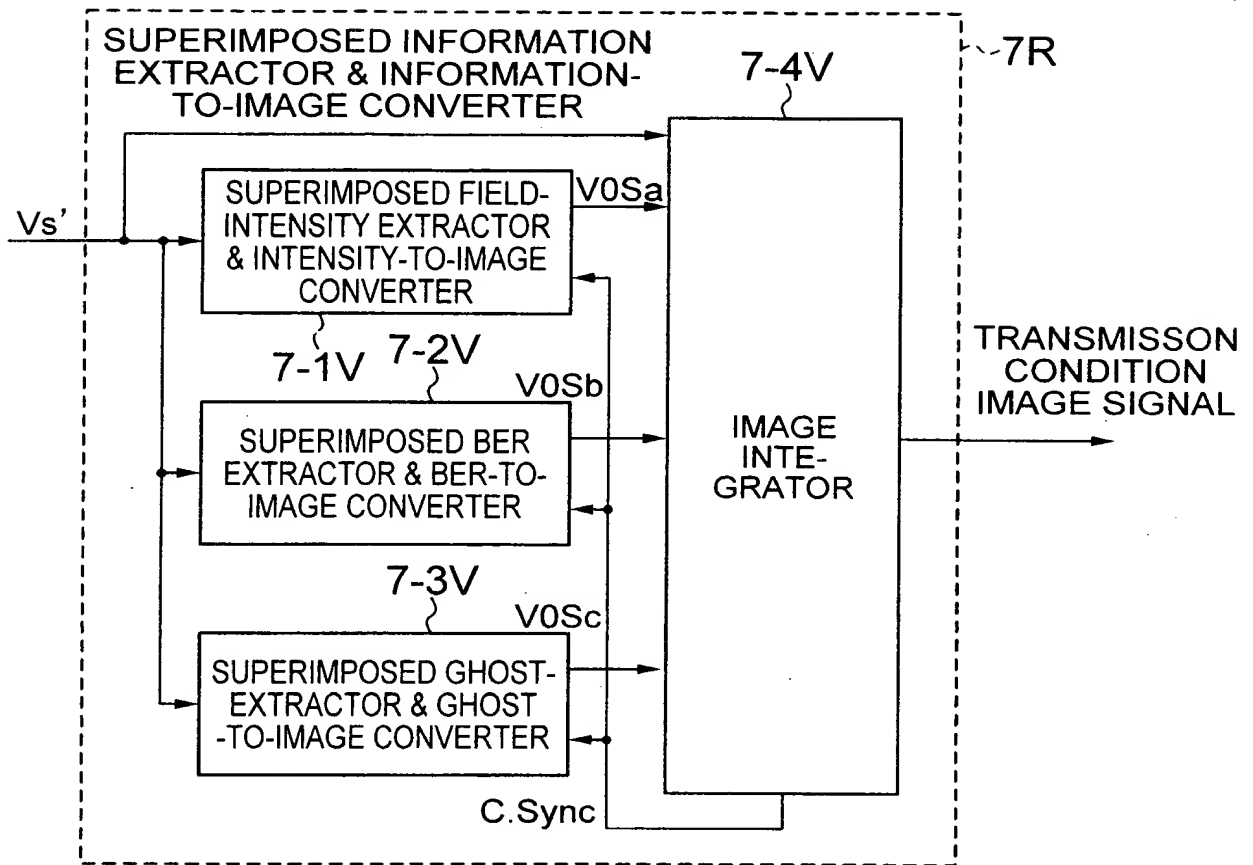 SUPERIMPOSED INFORMATION
EXTRACTOR & INFORMATION-
TO-IMAGE CONVERTER
7-4V
7R
Vs'
SUPERIMPOSED FIELD-
INTENSITY EXTRACTOR
& INTENSITY-TO-IMAGE
CONVERTER
V0Sa
7-1V
7-2V
V0Sb
SUPERIMPOSED BER
EXTRACTOR & BER-TO-
IMAGE CONVERTER
7-3V
V0Sc
SUPERIMPOSED GHOST-
EXTRACTOR & GHOST
-TO-IMAGE CONVERTER
C.Sync
IMAGE
INTE-
GRATOR
TRANSMISSON
CONDITION
IMAGE SIGNAL